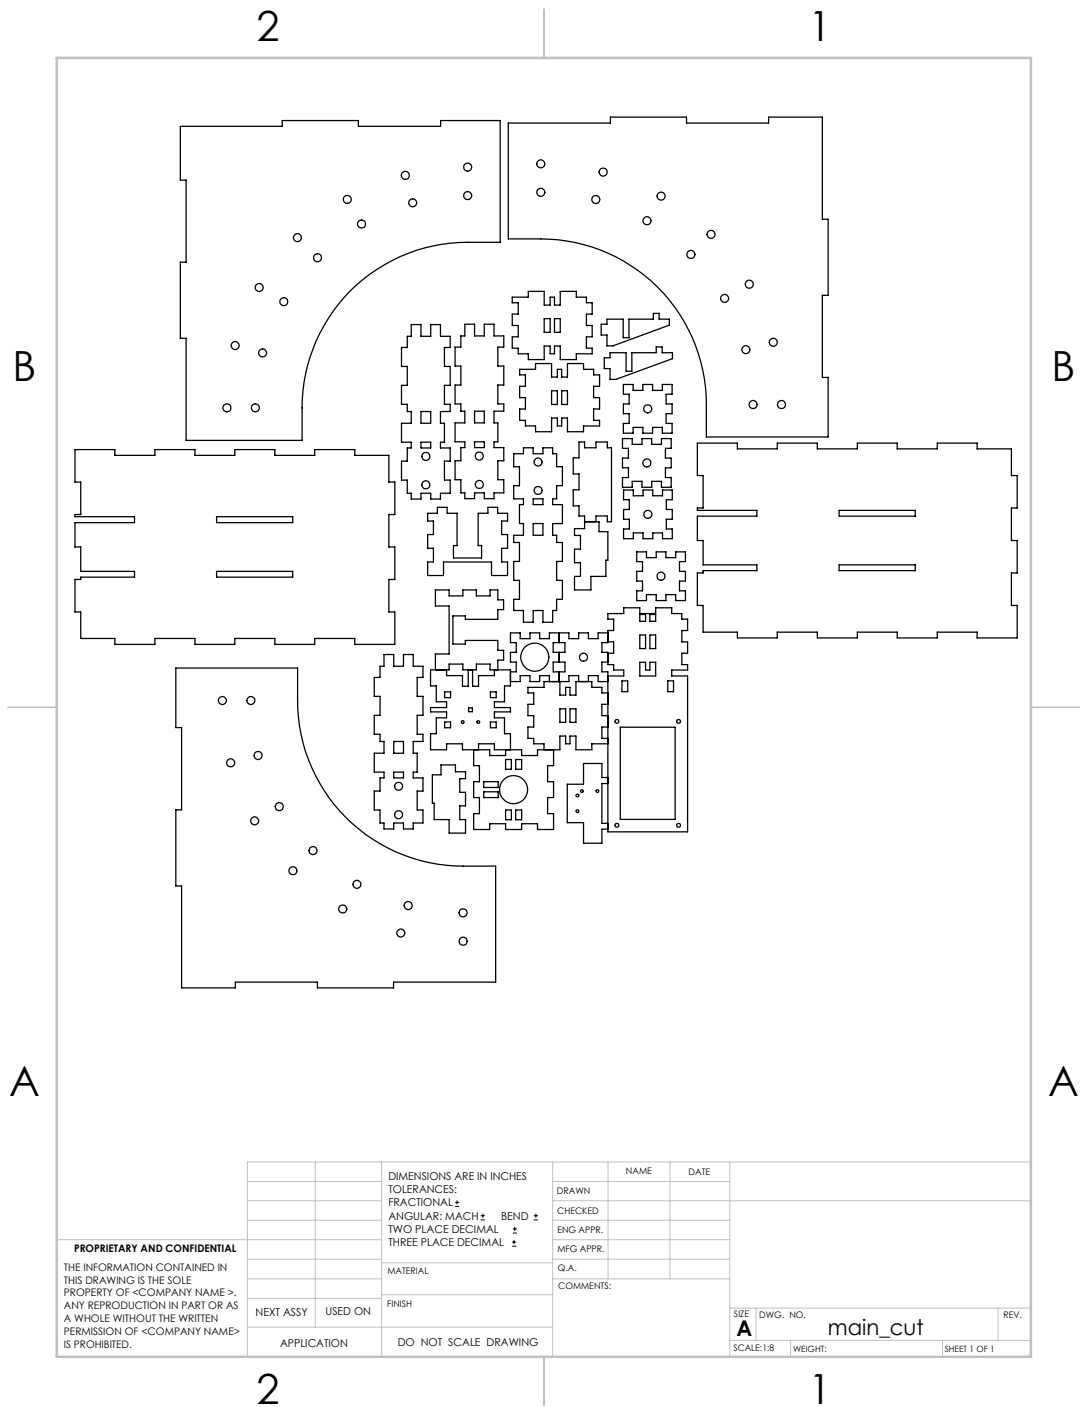 2 1
B B
A A
DIMENSIONS ARE IN INCHES
TOLERANCES:
FRACTIONAL ±
ANGULAR: MACH ± BEND ±
TWO PLACE DECIMAL ±
THREE PLACE DECIMAL ±
MATERIAL
FINISH
DO NOT SCALE DRAWING
NAME DATE
DRAWN
CHECKED
ENG APPR.
MFG APPR.
Q.A.
COMMENTS:
PROPRIETARY AND CONFIDENTIAL
THE INFORMATION CONTAINED IN
THIS DRAWING IS THE SOLE
PROPERTY OF <COMPANY NAME >.
ANY REPRODUCTION IN PART OR AS
A WHOLE WITHOUT THE WRITTEN
PERMISSION OF <COMPANY NAME>
IS PROHIBITED.
NEXT ASSY USED ON
APPLICATION
SIZE DWG. NO. REV.
A main_cut
SCALE:1:8 WEIGHT: SHEET 1 OF 1
2 1